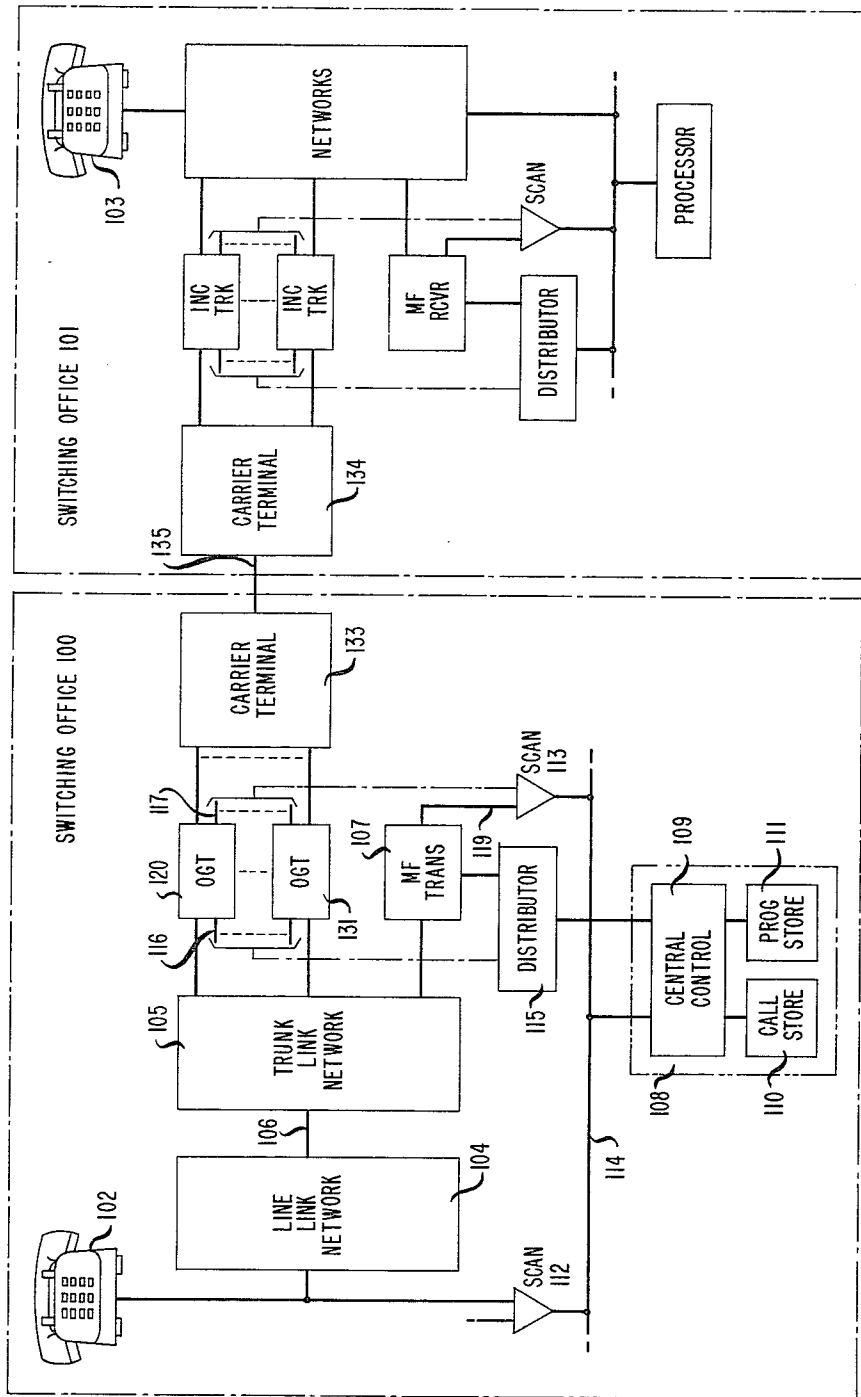 SWITCHING OFFICE 100
102
LINE
LINK
NETWORK
104
106
105
TRUNK
LINK
NETWORK
116
120
OGT
117
OGT
131
107
MF
TRANS
119
DISTRIBUTOR
115
SCAN
112
SCAN
113
114
CARRIER
TERMINAL
133
108
CENTRAL
CONTROL
109
CALL
STORE
110
PROG
STORE
111
SWITCHING OFFICE 101
135
CARRIER
TERMINAL
134
INC
TRK
INC
TRK
MF
RCVR
DISTRIBUTOR
SCAN
NETWORKS
103
PROCESSOR